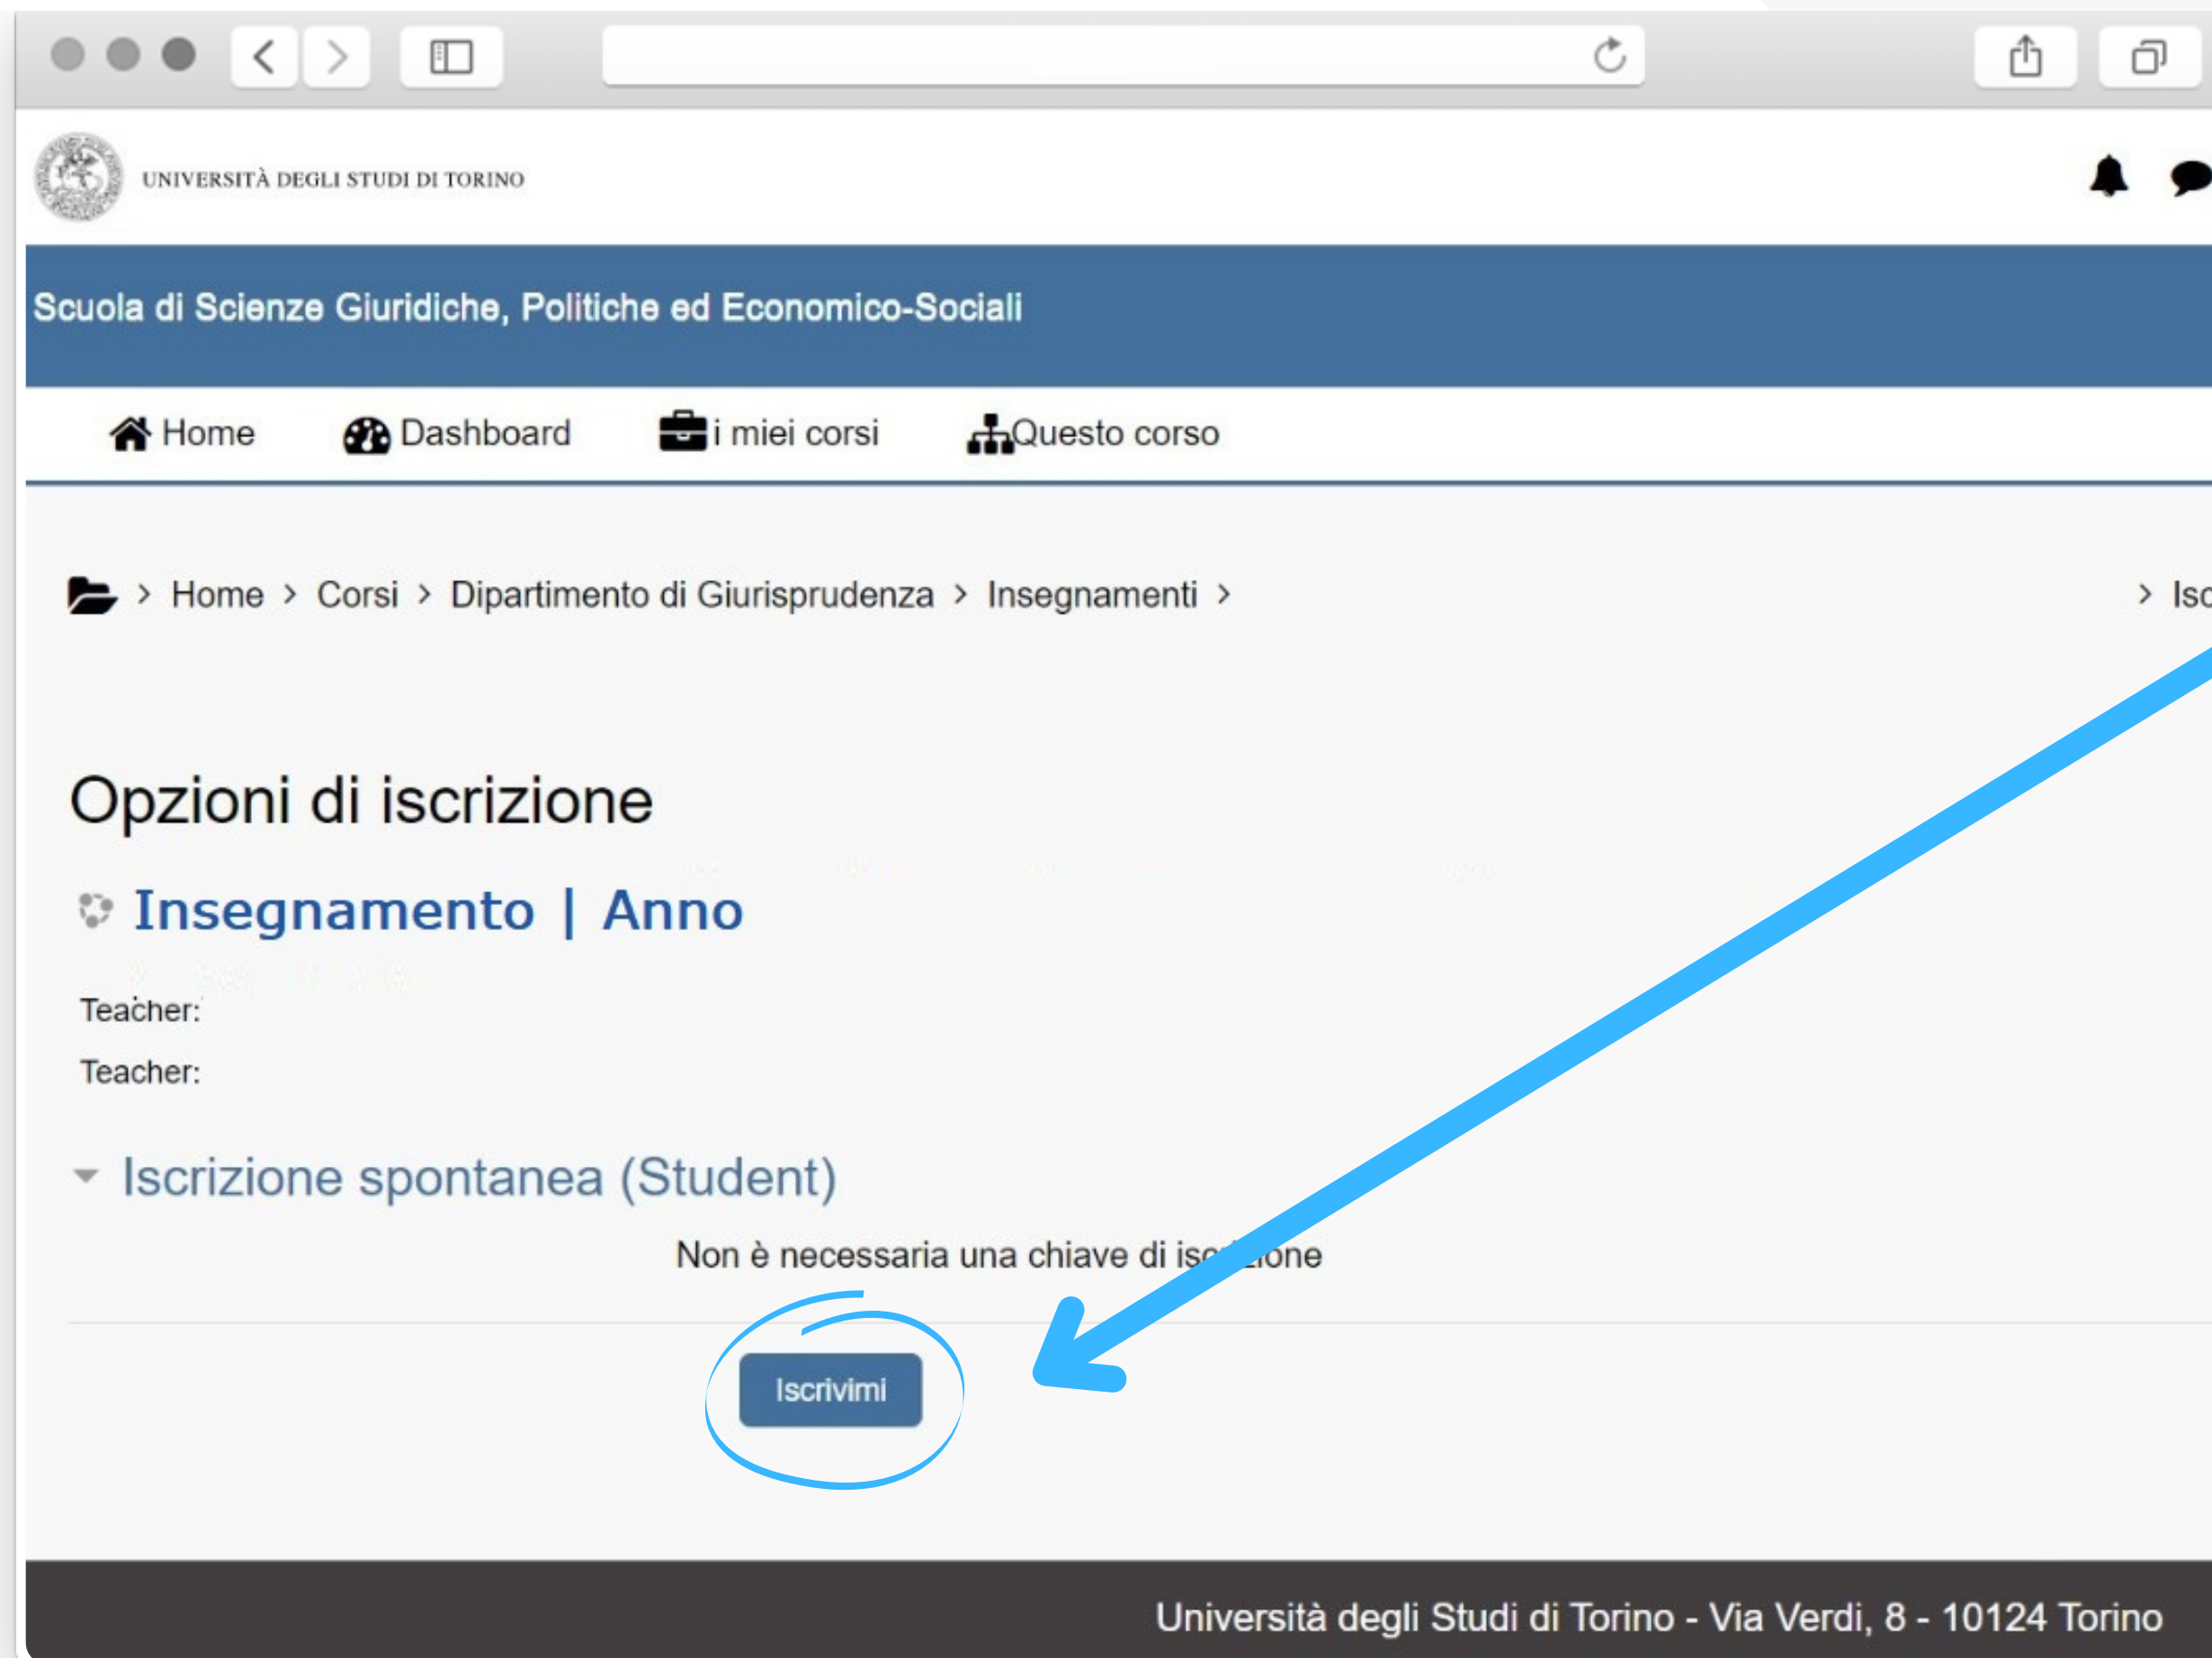 UNIVERSITÀ DEGLI STUDI DI TORINO
Scuola di Scienze Giuridiche, Politiche ed Economico-Sociali
Home Dashboard i miei corsi Questo corso
> Home > Corsi > Dipartimento di Giurisprudenza > Insegnamenti > > Isc
Opzioni di iscrizione
Insegnamento | Anno
Teacher:
Teacher:
Iscrizione spontanea (Student)
Non è necessaria una chiave di iscrizione
Iscrivimi
Università degli Studi di Torino - Via Verdi, 8 - 10124 Torino